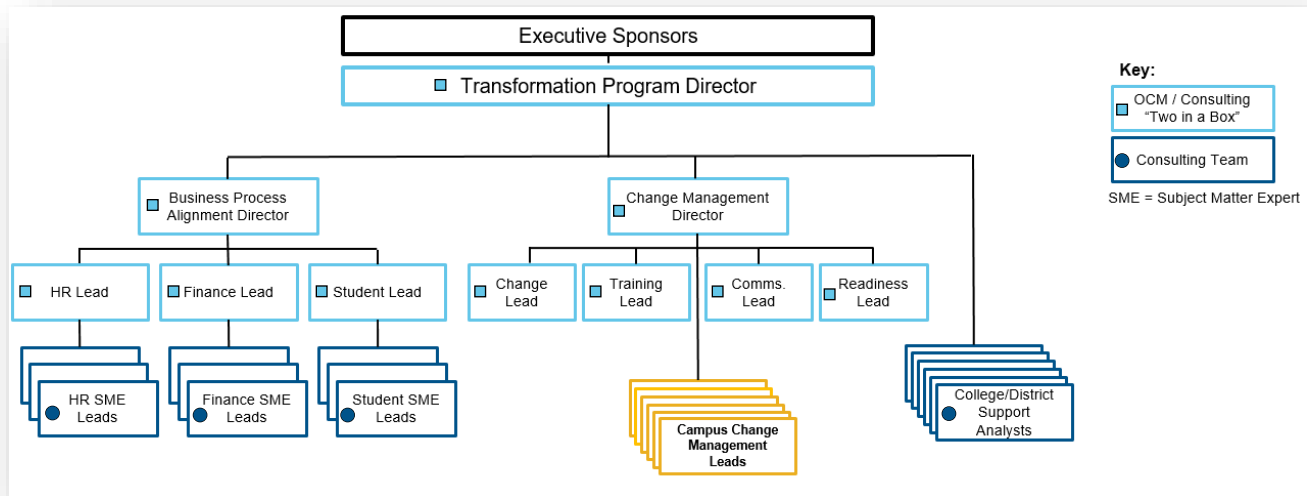 Executive Sponsors
Transformation Program Director
Key:
OCM / Consulting
“Two in a Box”
Consulting Team
SME = Subject Matter Expert
Business Process
Alignment Director
Change Management
Director
HR Lead
Finance Lead
Student Lead
Change
Lead
Training
Lead
Comms.
Lead
Readiness
Lead
HR SME
Leads
Finance SME
Leads
Student SME
Leads
Campus Change
Management
Leads
College/District
Support
Analysts